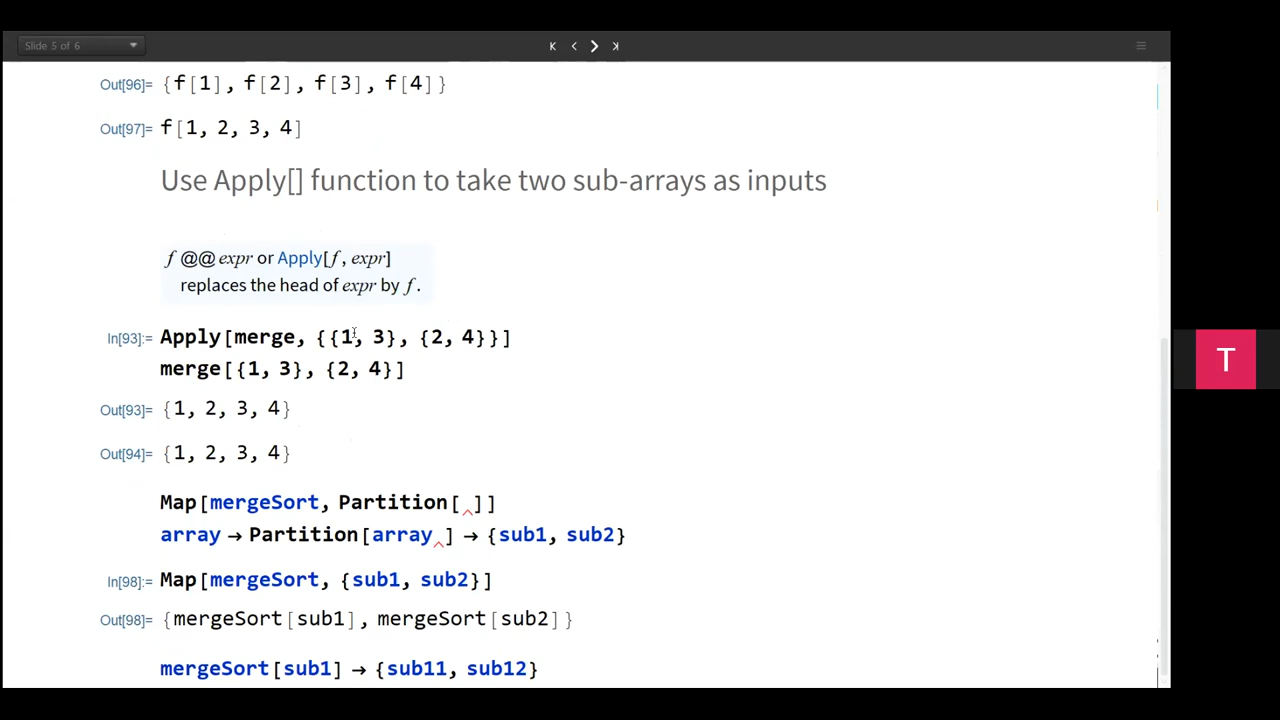 Slide 5 of 6
Out[96]= {f[1], f[2], f[3], f[4]}
Out[97]= f[1, 2, 3, 4]
Use Apply[] function to take two sub-arrays as inputs
f @@ expr or Apply[f, expr]
replaces the head of expr by f.
In[93]:= Apply[merge, {{1, 3}, {2, 4}}]
merge[{1, 3}, {2, 4}]
Out[93]= {1, 2, 3, 4}
Out[94]= {1, 2, 3, 4}
Map[mergeSort, Partition[ ]]
array → Partition[array ] → {sub1, sub2}
In[98]:= Map[mergeSort, {sub1, sub2}]
Out[98]= {mergeSort[sub1], mergeSort[sub2]}
mergeSort[sub1] → {sub11, sub12}
T